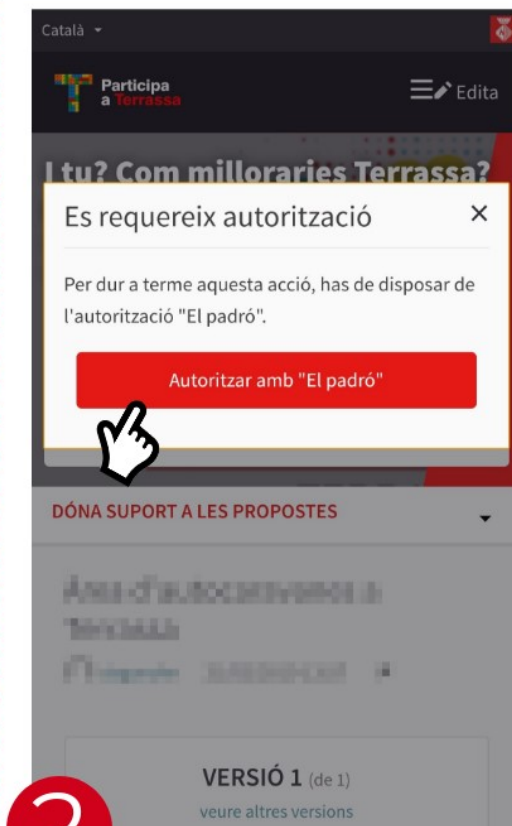 Català
Participa
a Terrassa
Edita
I tu? Com milloraries Terrassa?
Es requereix autorització
Per dur a terme aquesta acció, has de disposar de
l'autorització "El padró".
Autoritzar amb "El padró"
DÓNA SUPORT A LES PROPOSTES
VERSIÓ 1 (de 1)
veure altres versions